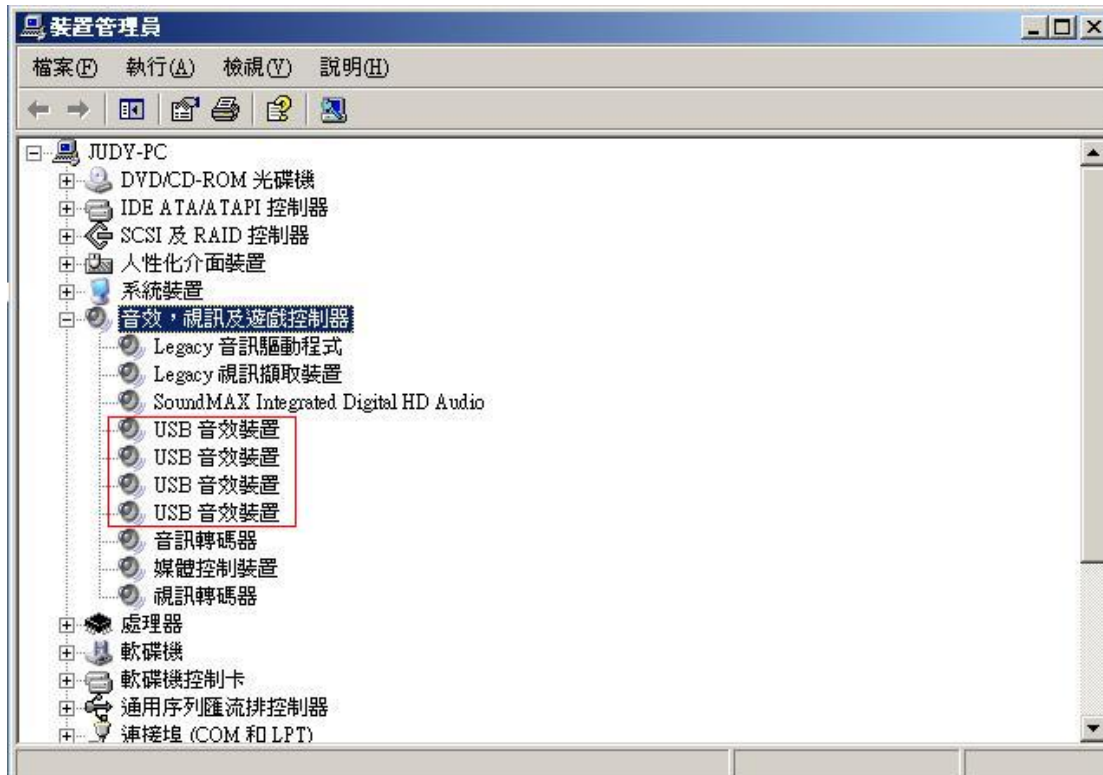 裝置管理員
檔案(F) 執行(A) 檢視(V) 說明(H)
JUDY-PC
DVD/CD-ROM 光碟機
IDE ATA/ATAPI 控制器
SCSI 及 RAID 控制器
人性化介面裝置
系統裝置
音效，視訊及遊戲控制器
Legacy 音訊驅動程式
Legacy 視訊擷取裝置
SoundMAX Integrated Digital HD Audio
USB 音效裝置
USB 音效裝置
USB 音效裝置
USB 音效裝置
音訊轉碼器
媒體控制裝置
視訊轉碼器
處理器
軟碟機
軟碟機控制卡
通用序列匯流排控制器
連接埠 (COM 和 LPT)